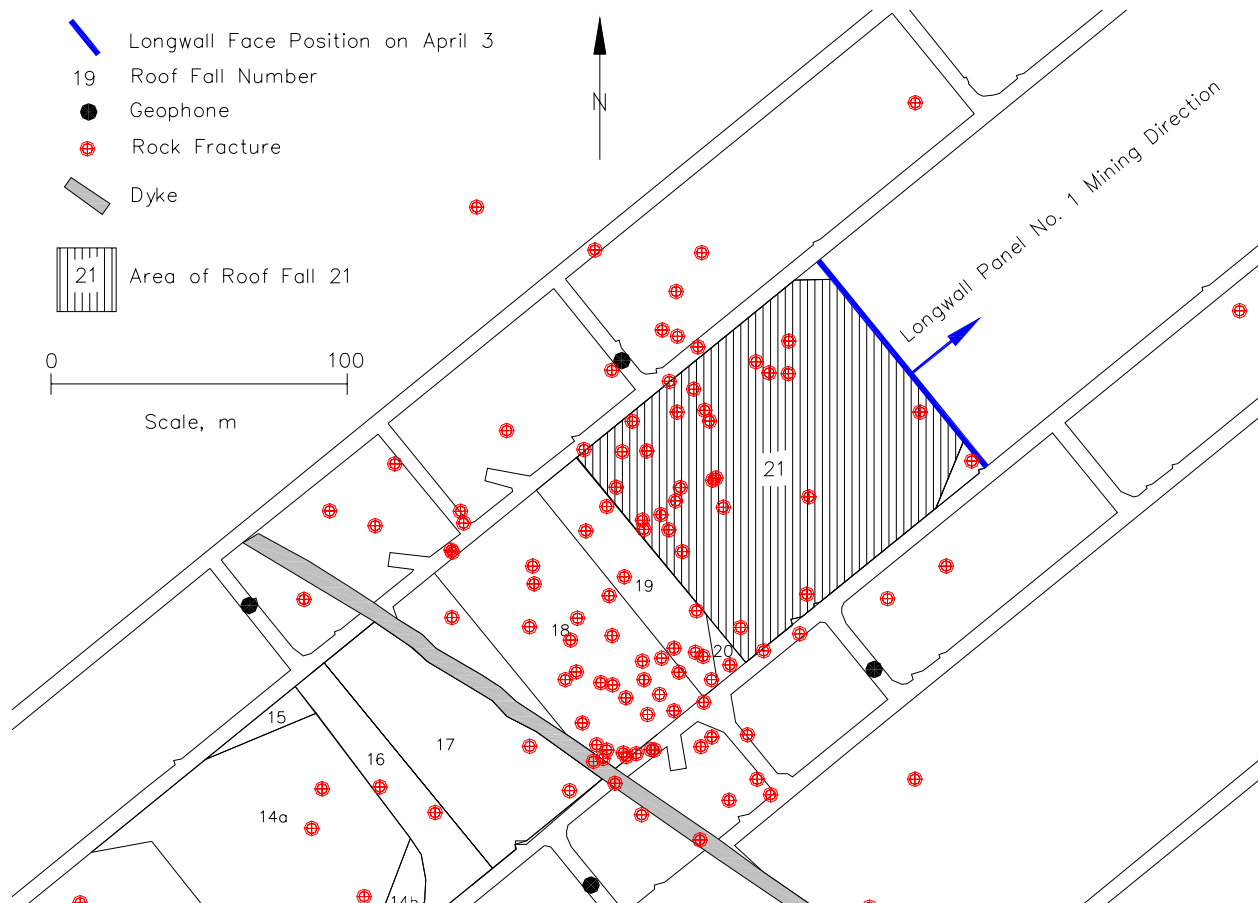 Longwall Face Position on April 3
19 Roof Fall Number
Geophone
Rock Fracture
Dyke
21 Area of Roof Fall 21
0 100
Scale, m
N
Longwall Panel No. 1 Mining Direction
21
19
18
20
17
15
16
14a
14b